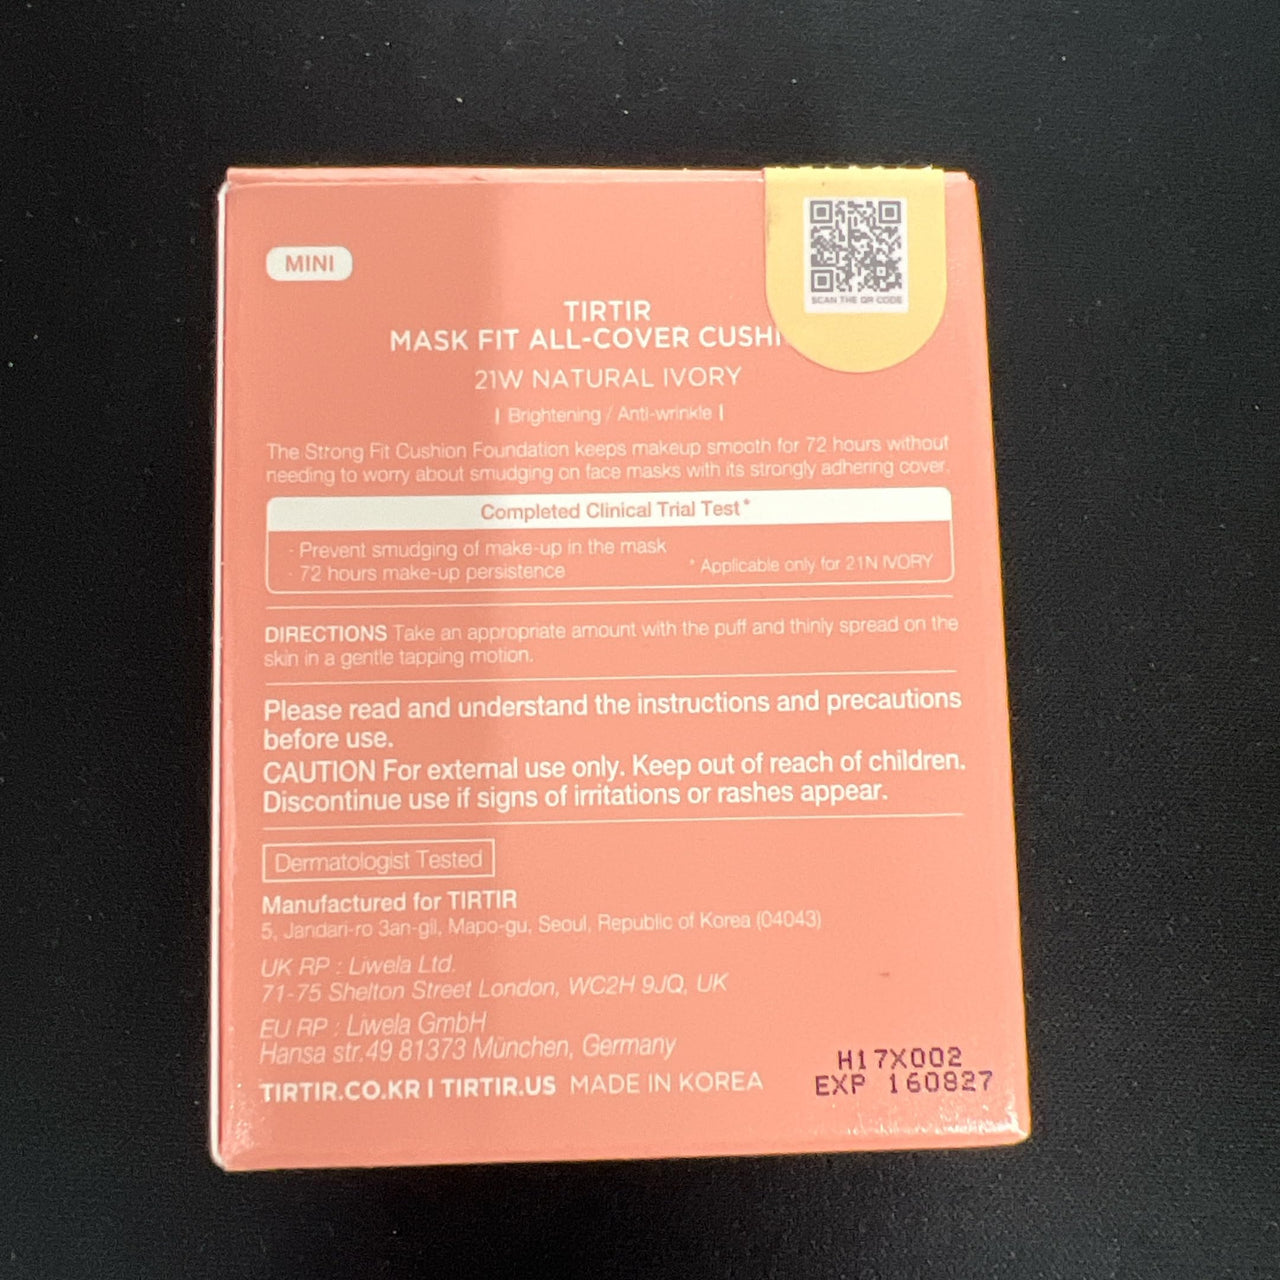 MINI
SCAN THE QR CODE
TIRTIR
MASK FIT ALL-COVER CUSHI
21W NATURAL IVORY
| Brightening / Anti-wrinkle |
The Strong Fit Cushion Foundation keeps makeup smooth for 72 hours without
needing to worry about smudging on face masks with its strongly adhering cover.
Completed Clinical Trial Test*
· Prevent smudging of make-up in the mask
· 72 hours make-up persistence
* Applicable only for 21N IVORY
DIRECTIONS Take an appropriate amount with the puff and thinly spread on the
skin in a gentle tapping motion.
Please read and understand the instructions and precautions
before use.
CAUTION For external use only. Keep out of reach of children.
Discontinue use if signs of irritations or rashes appear.
Dermatologist Tested
Manufactured for TIRTIR
5, Jandari-ro 3an-gil, Mapo-gu, Seoul, Republic of Korea (04043)
UK RP : Liwela Ltd.
71-75 Shelton Street London, WC2H 9JQ, UK
EU RP : Liwela GmbH
Hansa str.49 81373 München, Germany
TIRTIR.CO.KR | TIRTIR.US MADE IN KOREA
H17X002
EXP 160827